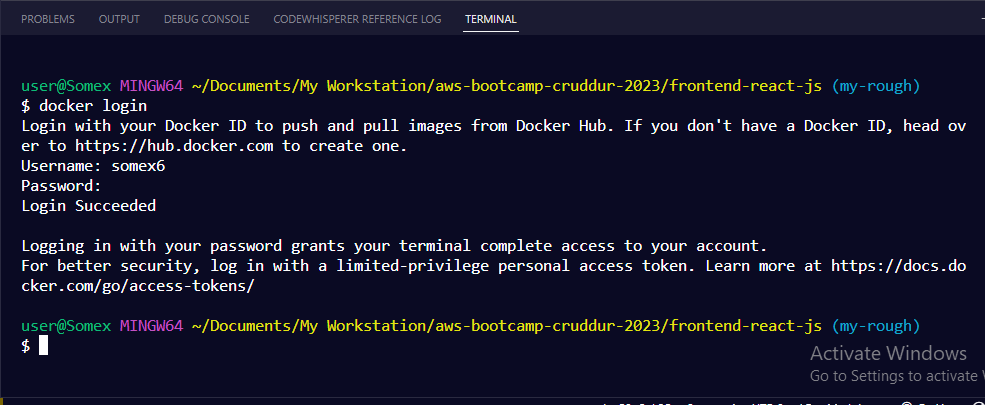 PROBLEMS OUTPUT DEBUG CONSOLE CODEWHISPERER REFERENCE LOG TERMINAL
user@Somex MINGW64 ~/Documents/My Workstation/aws-bootcamp-cruddur-2023/frontend-react-js (my-rough)
$ docker login
Login with your Docker ID to push and pull images from Docker Hub. If you don't have a Docker ID, head ov
er to https://hub.docker.com to create one.
Username: somex6
Password:
Login Succeeded
Logging in with your password grants your terminal complete access to your account.
For better security, log in with a limited-privilege personal access token. Learn more at https://docs.do
cker.com/go/access-tokens/
user@Somex MINGW64 ~/Documents/My Workstation/aws-bootcamp-cruddur-2023/frontend-react-js (my-rough)
$
Activate Windows
Go to Settings to activate